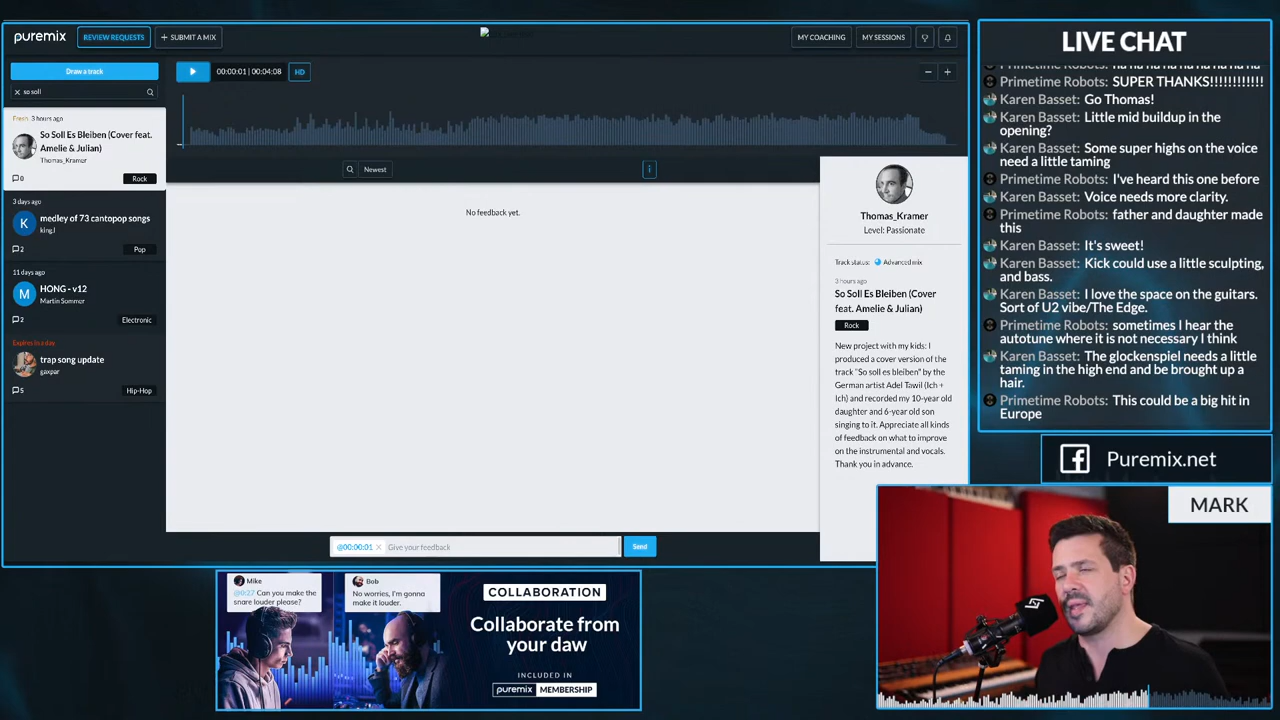 puremix
REVIEW REQUESTS
+ SUBMIT A MIX
MY COACHING
MY SESSIONS
Draw a track
× so soll
00:00:01 | 00:04:08
HD
Fresh 3 hours ago
So Soll Es Bleiben (Cover feat.
Amelie & Julian)
Thomas_Kramer
0
Rock
3 days ago
K
medley of 73 cantopop songs
king.l
2
Pop
11 days ago
M
HONG - v12
Martin Sommer
2
Electronic
Expires in a day
trap song update
gaxpar
5
Hip-Hop
Newest
No feedback yet.
@00:00:01 ×
Give your feedback
Send
Thomas_Kramer
Level: Passionate
Track status: Advanced mix
3 hours ago
So Soll Es Bleiben (Cover
feat. Amelie & Julian)
Rock
New project with my kids: I
produced a cover version of the
track "So soll es bleiben" by the
German artist Adel Tawil (Ich +
Ich) and recorded my 10-year old
daughter and 6-year old son
singing to it. Appreciate all kinds
of feedback on what to improve
on the instrumental and vocals.
Thank you in advance.
LIVE CHAT
Primetime Robots: SUPER THANKS!!!!!!!!!!!!
Karen Basset: Go Thomas!
Karen Basset: Little mid buildup in the
opening?
Karen Basset: Some super highs on the voice
need a little taming
Primetime Robots: I've heard this one before
Karen Basset: Voice needs more clarity.
Primetime Robots: father and daughter made
this
Karen Basset: It's sweet!
Karen Basset: Kick could use a little sculpting,
and bass.
Karen Basset: I love the space on the guitars.
Sort of U2 vibe/The Edge.
Primetime Robots: sometimes I hear the
autotune where it is not necessary I think
Karen Basset: The glockenspiel needs a little
taming in the high end and be brought up a
hair.
Primetime Robots: This could be a big hit in
Europe
Puremix.net
MARK
Mike
@0:27 Can you make the
snare louder please?
Bob
No worries, I'm gonna
make it louder.
COLLABORATION
Collaborate from
your daw
INCLUDED IN
puremix MEMBERSHIP